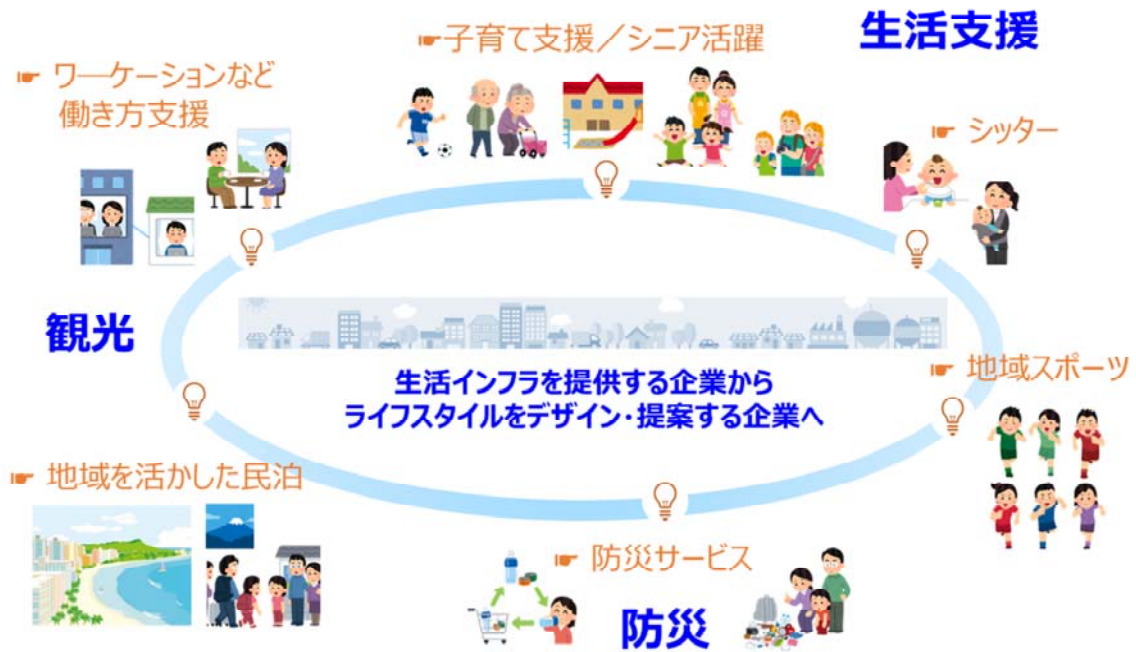 生活支援
☛子育て支援／シニア活躍
☛ ワーケーションなど
働き方支援
☛ シッター
観光
生活インフラを提供する企業から
ライフスタイルをデザイン・提案する企業へ
☛ 地域スポーツ
☛ 地域を活かした民泊
☛ 防災サービス
防災